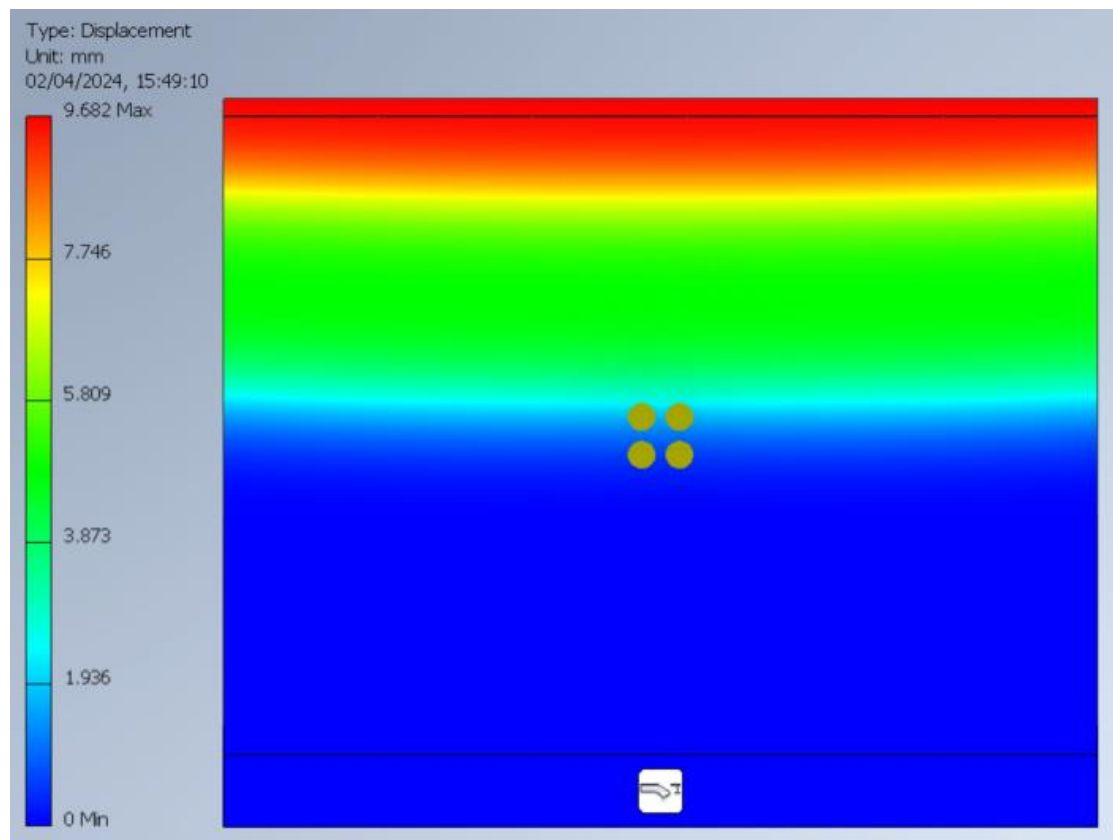 Type: Displacement
Unit: mm
02/04/2024, 15:49:10
9.682 Max
7.746
5.809
3.873
1.936
0 Min